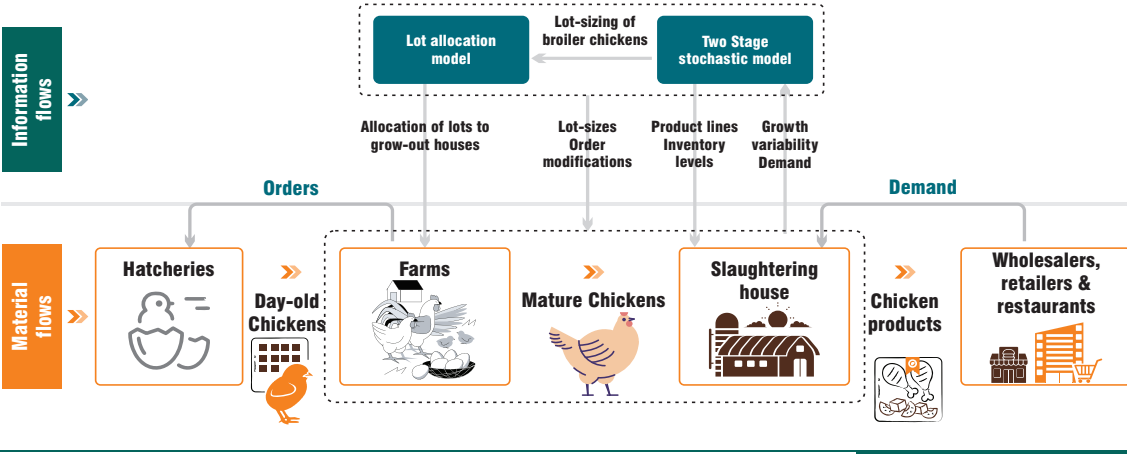 Information
flows
Lot allocation
model
Lot-sizing of
broiler chickens
Two Stage
stochastic model
Allocation of lots to
grow-out houses
Lot-sizes
Order
modifications
Product lines
Inventory
levels
Growth
variability
Demand
Orders
Demand
Material
flows
Hatcheries
Day-old
Chickens
Farms
Mature Chickens
Slaughtering
house
Chicken
products
Wholesalers,
retailers &
restaurants